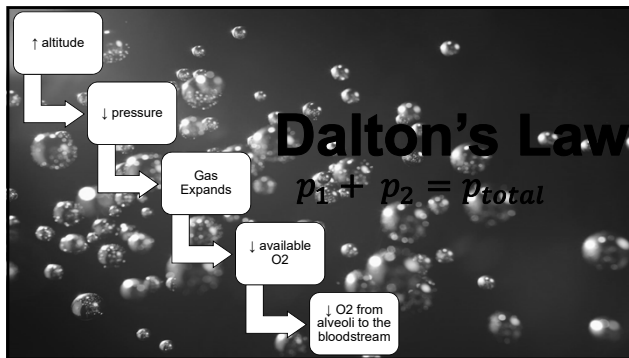 ↑ altitude
↓ pressure
Dalton's Law
p₁ + p₂ = pₜₒₜₐₗ
Gas
Expands
↓ available
O2
↓ O2 from
alveoli to the
bloodstream